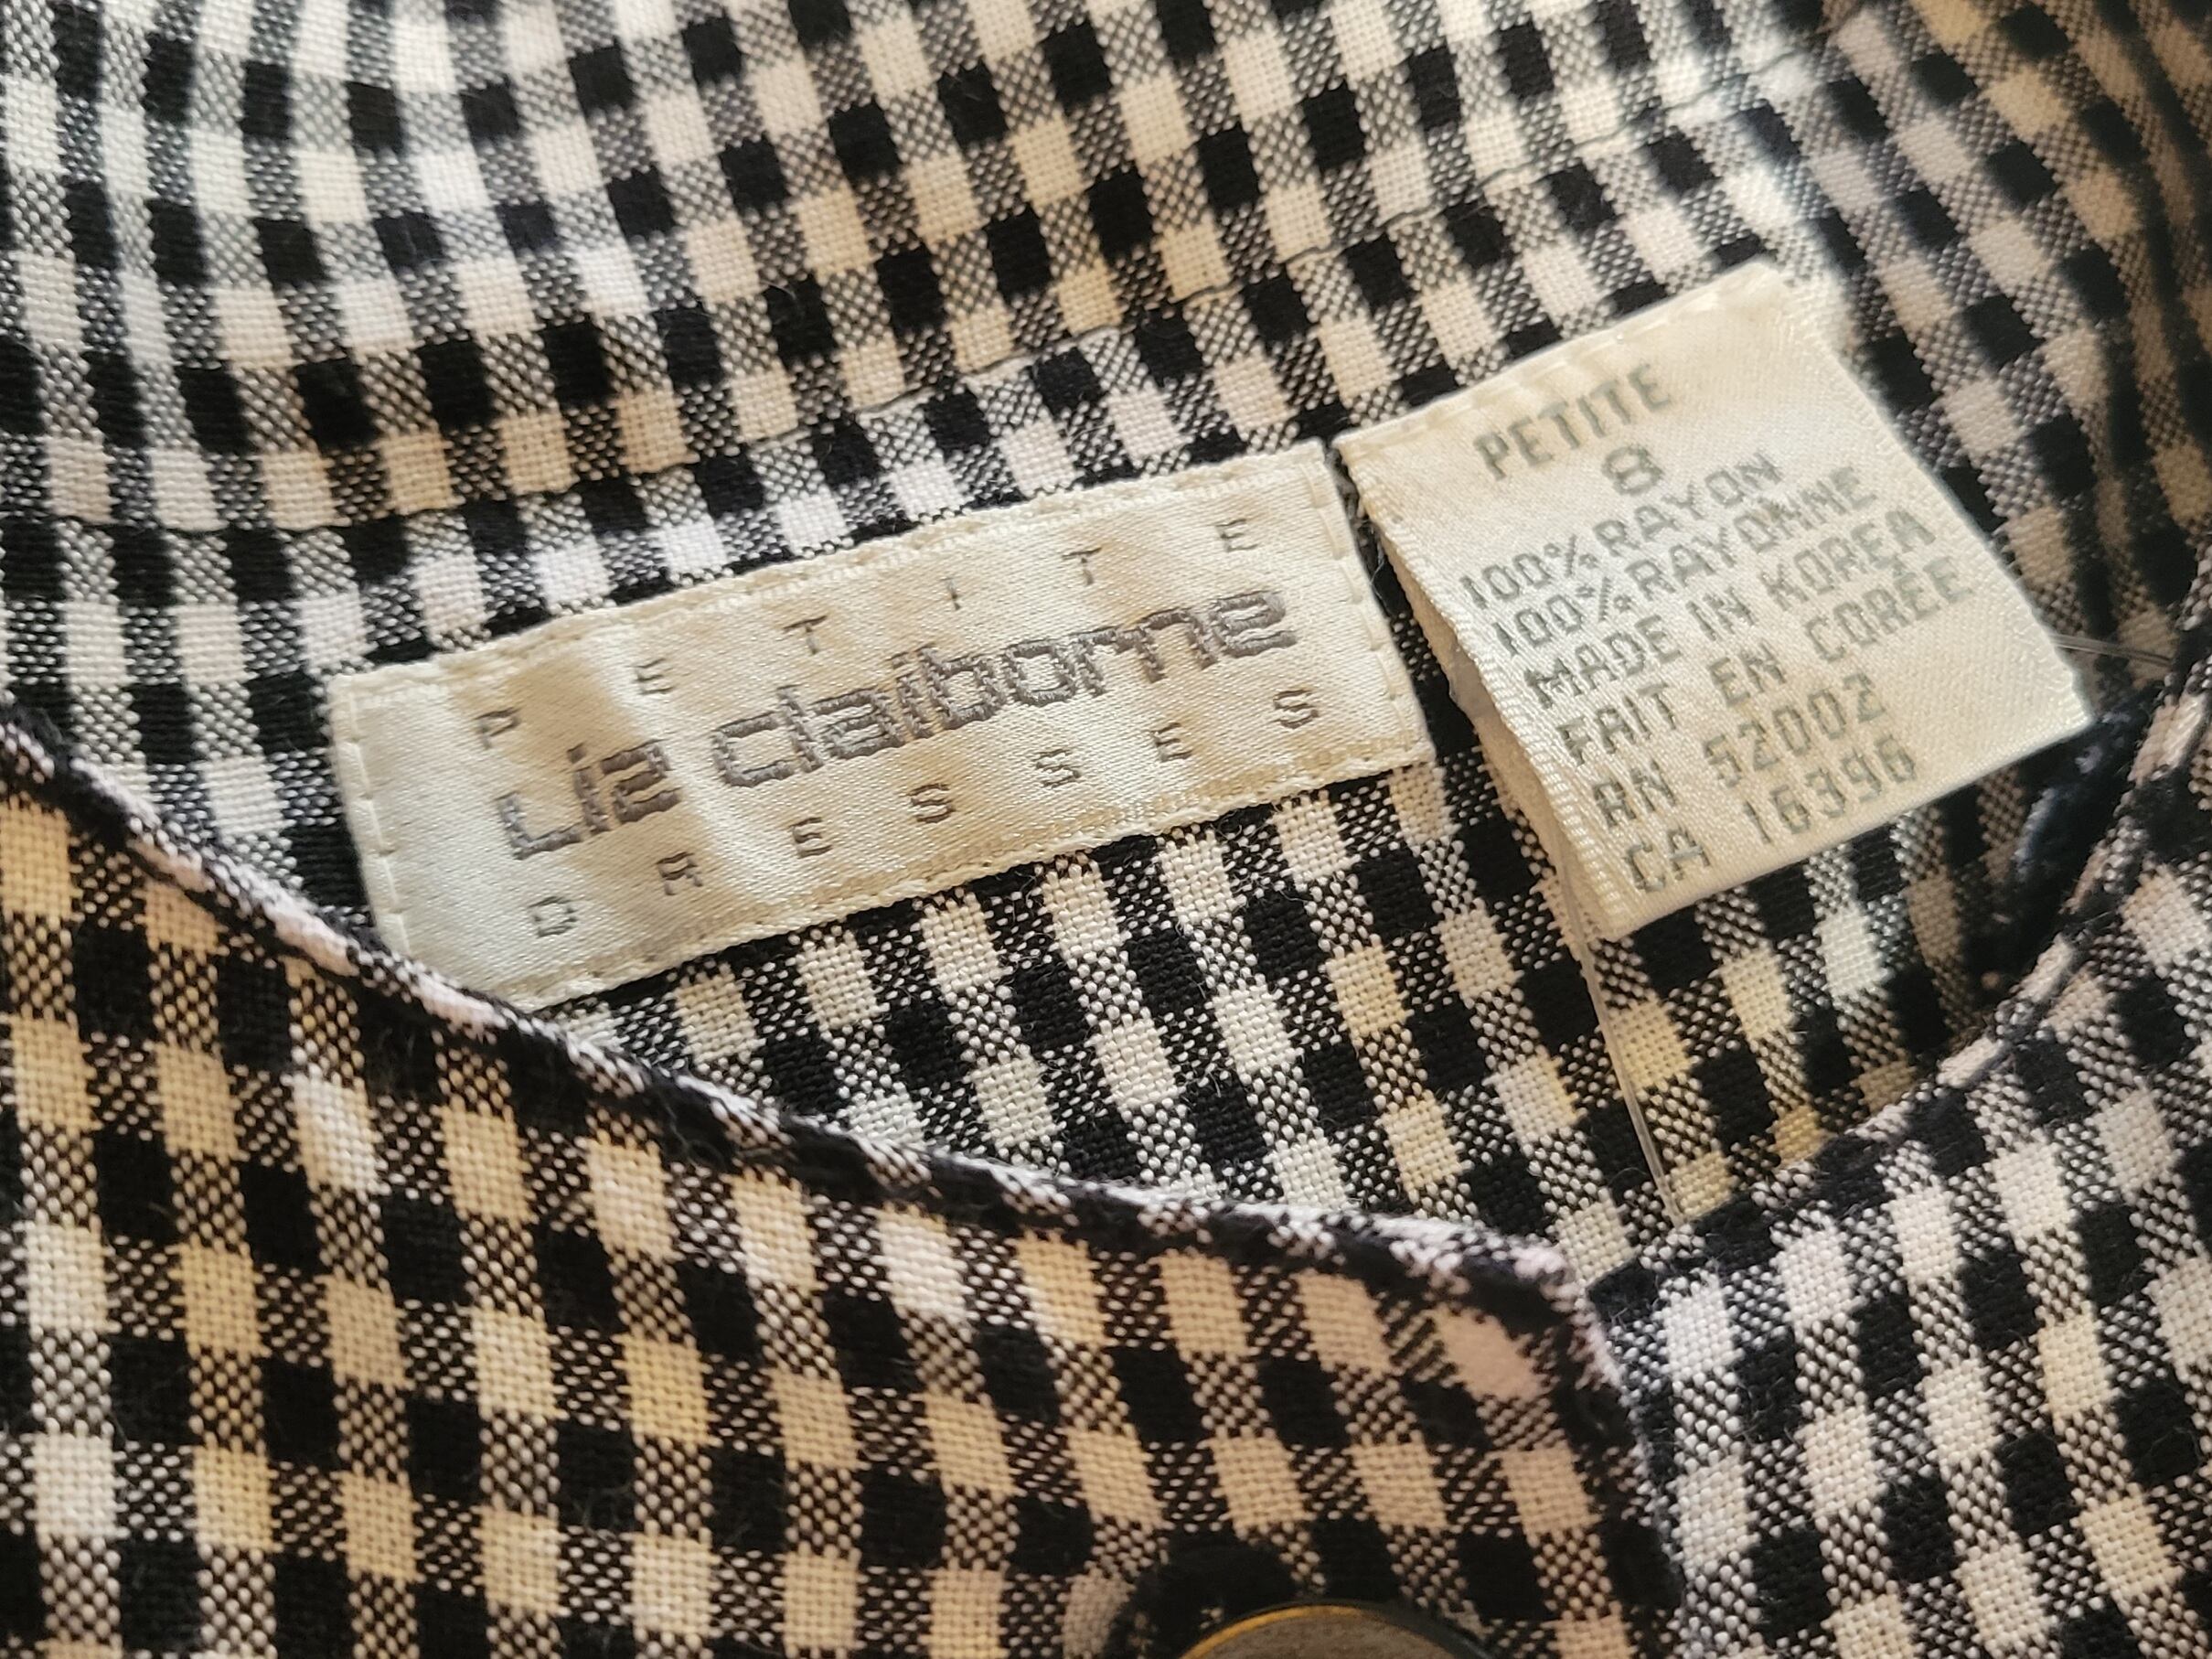 PETITE
Liz claiborne
DRESSES
PETITE
8
100% RAYON
100% RAYONNE
MADE IN KOREA
FAIT EN CORÉE
RN 52002
CA 16396